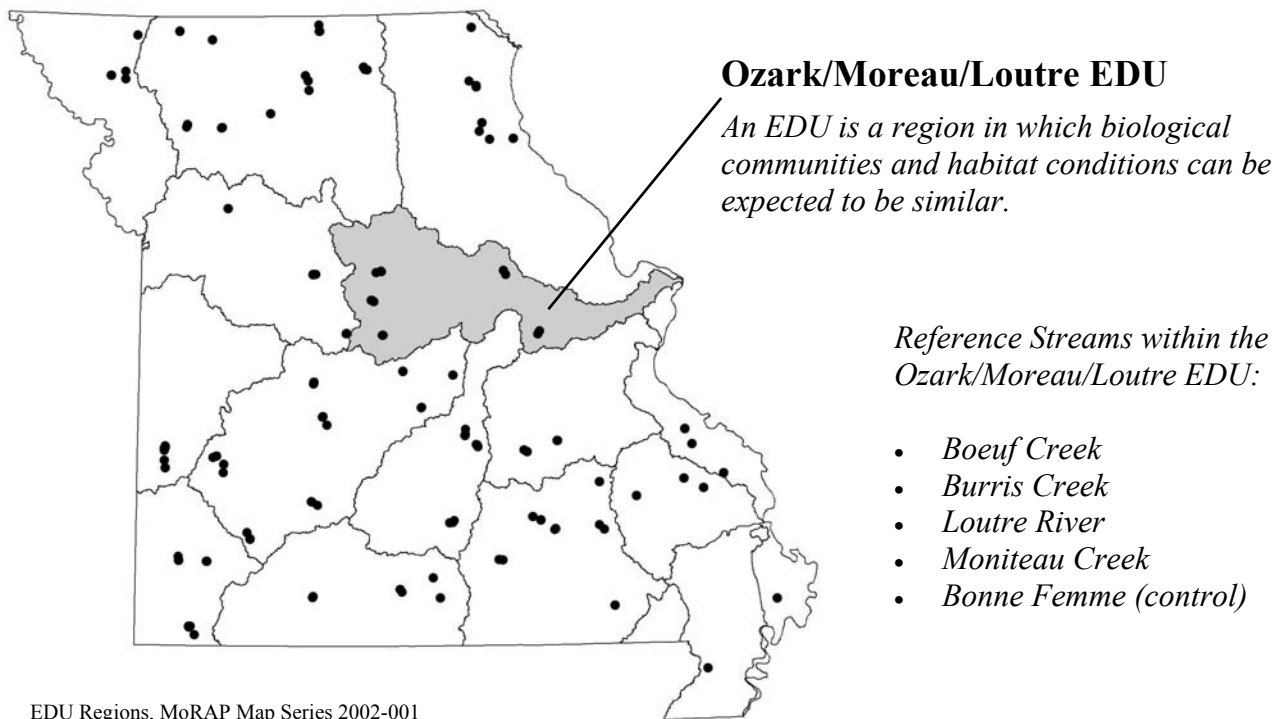 Ozark/Moreau/Loutre EDU
An EDU is a region in which biological
communities and habitat conditions can be
expected to be similar.
Reference Streams within the
Ozark/Moreau/Loutre EDU:
• Boeuf Creek
• Burris Creek
• Loutre River
• Moniteau Creek
• Bonne Femme (control)
EDU Regions, MoRAP Map Series 2002-001